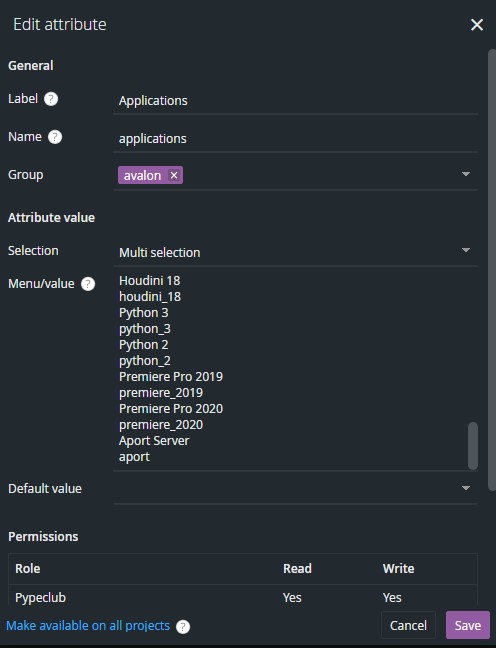 Edit attribute
General
Label ? Applications
Name ? applications
Group avalon
Attribute value
Selection Multi selection
Menu/value ? Houdini 18
houdini_18
Python 3
python_3
Python 2
python_2
Premiere Pro 2019
premiere_2019
Premiere Pro 2020
premiere_2020
Aport Server
aport
Default value
Permissions
Role Read Write
Pypeclub Yes Yes
Make available on all projects ? Cancel Save